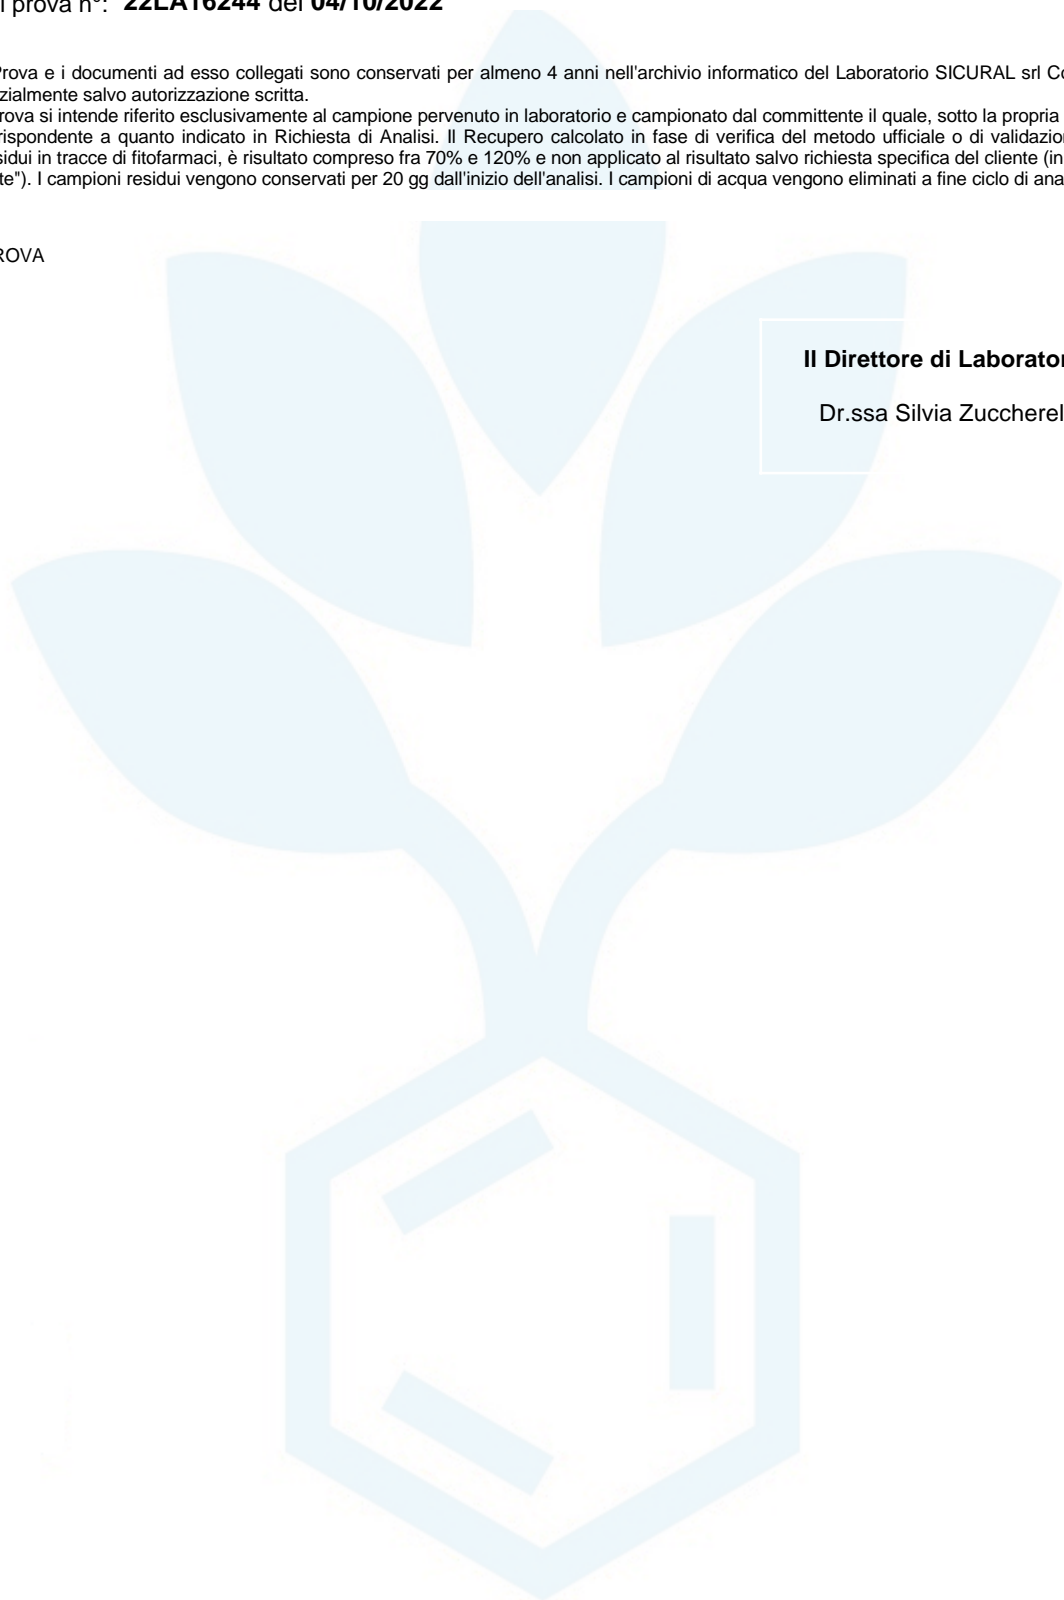 i prova n°: 22LA16244 del 04/10/2022
Prova e i documenti ad esso collegati sono conservati per almeno 4 anni nell'archivio informatico del Laboratorio SICURAL srl Co
zialmente salvo autorizzazione scritta.
rova si intende riferito esclusivamente al campione pervenuto in laboratorio e campionato dal committente il quale, sotto la propria
rispondente a quanto indicato in Richiesta di Analisi. Il Recupero calcolato in fase di verifica del metodo ufficiale o di validazion
sidui in tracce di fitofarmaci, è risultato compreso fra 70% e 120% e non applicato al risultato salvo richiesta specifica del cliente (in
te"). I campioni residui vengono conservati per 20 gg dall'inizio dell'analisi. I campioni di acqua vengono eliminati a fine ciclo di ana
ROVA
Il Direttore di Laborator
Dr.ssa Silvia Zuccherel